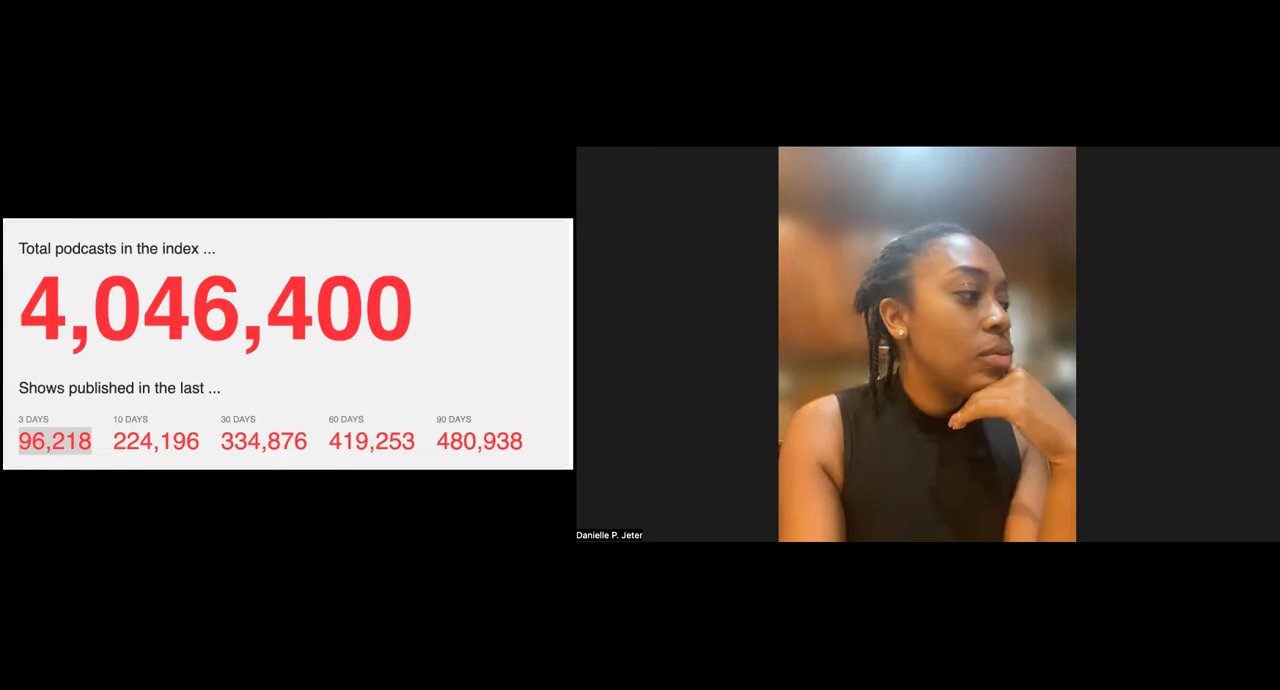 Total podcasts in the index ...
4,046,400
Shows published in the last ...
3 DAYS 10 DAYS 30 DAYS 60 DAYS 90 DAYS
96,218 224,196 334,876 419,253 480,938
Danielle P. Jeter